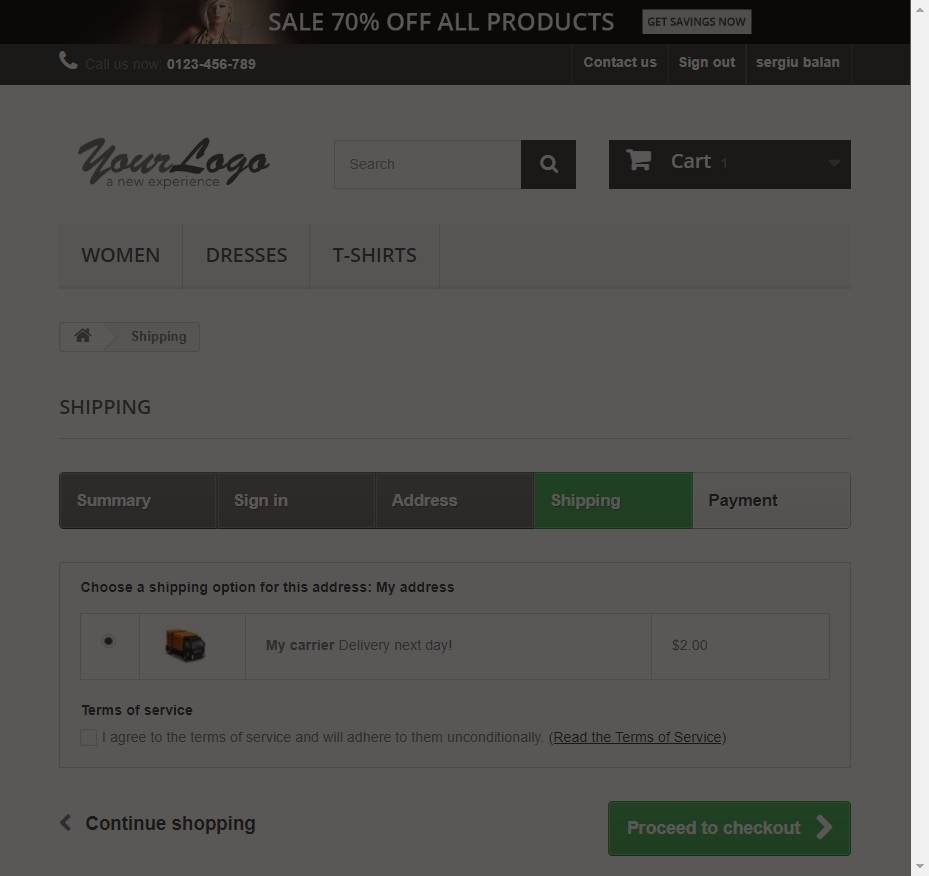 SALE 70% OFF ALL PRODUCTS GET SAVINGS NOW
Call us now: 0123-456-789 Contact us Sign out sergiu balan
YourLogo
a new experience
Search
Cart 1
WOMEN DRESSES T-SHIRTS
Shipping
SHIPPING
Summary Sign in Address Shipping Payment
Choose a shipping option for this address: My address
My carrier Delivery next day! $2.00
Terms of service
I agree to the terms of service and will adhere to them unconditionally. (Read the Terms of Service)
Continue shopping Proceed to checkout